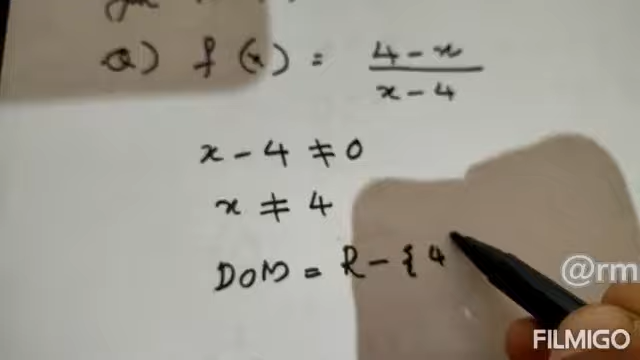 Q) f(x) = 4-x / x-4
x - 4 ≠ 0
x ≠ 4
DOM = R - {4
@rm
FILMIGO